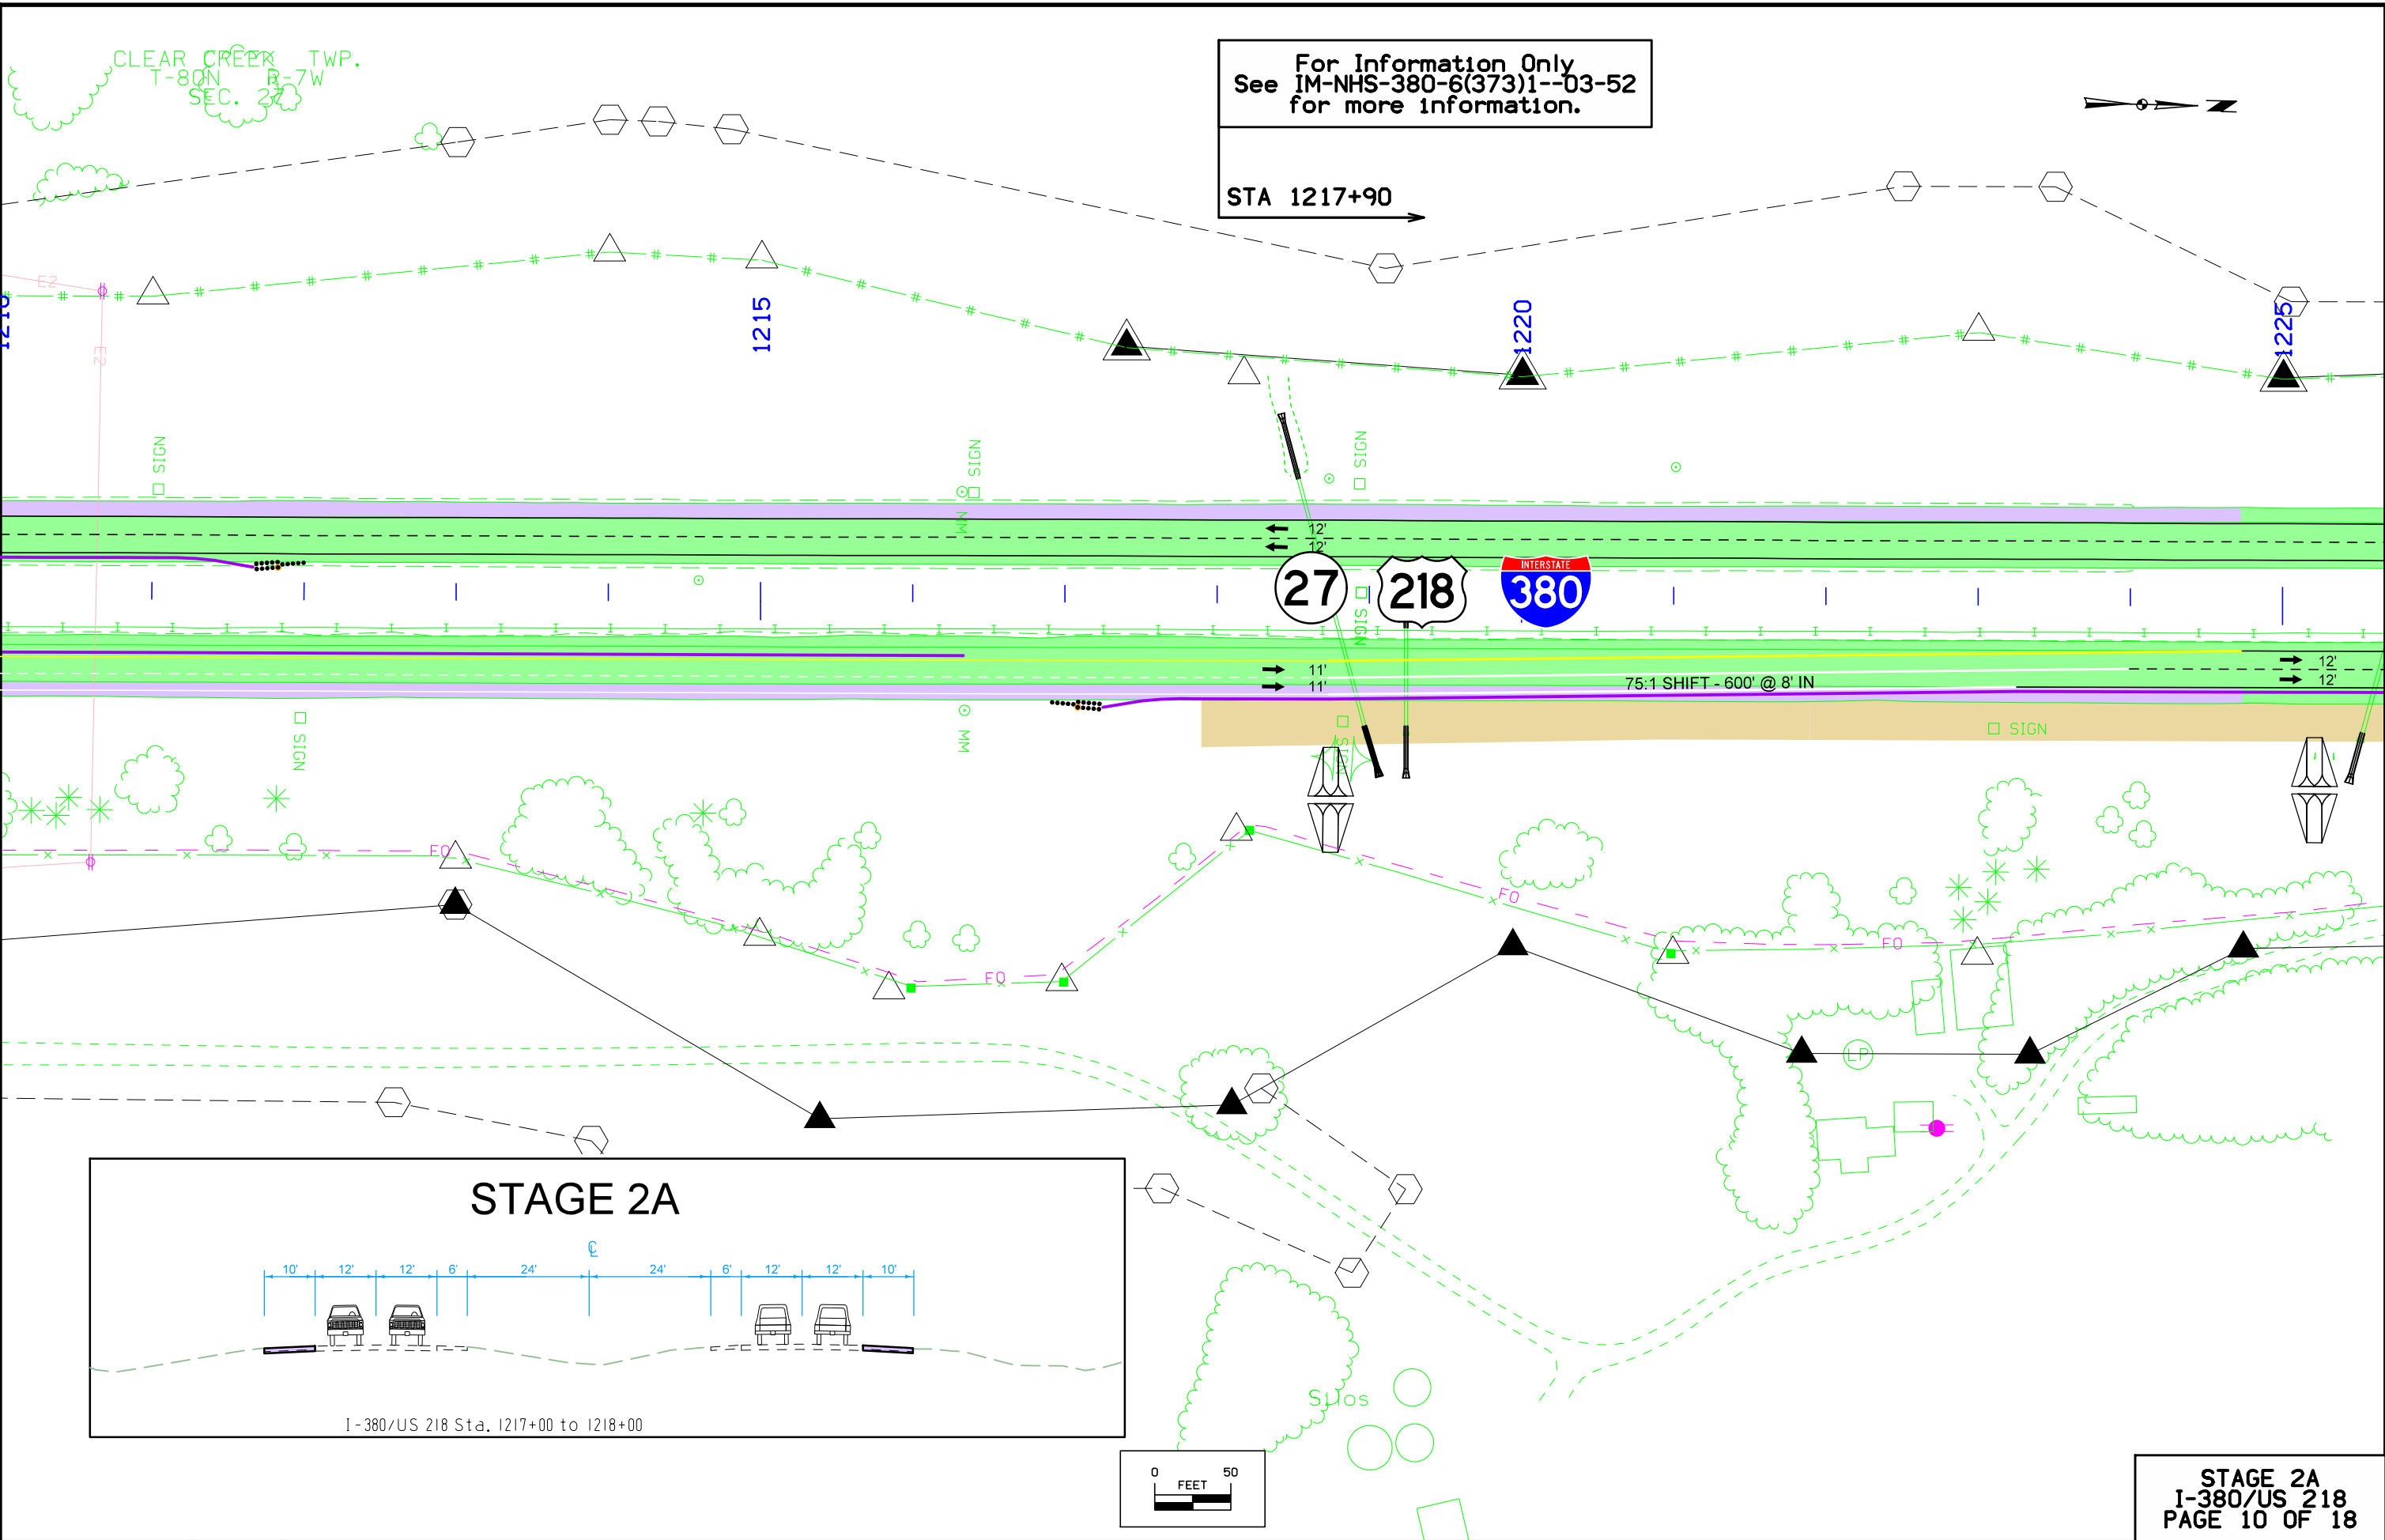 CLEAR CREEK TWP.
T-80N R-7W
SEC. 27
For Information Only
See IM-NHS-380-6(373)1--03-52
for more information.
STA 1217+90
E2
E2
1210
1215
1220
1225
SIGN
SIGN
SIGN
MM
12'
12'
27
218
INTERSTATE
380
SIGN
11'
11'
12'
12'
75:1 SHIFT - 600' @ 8' IN
SIGN
MM
SIGN
SIGN
FO
FO
FO
FO
LP
STAGE 2A
10' 12' 12' 6' 24' 24' 6' 12' 12' 10'
I-380/US 218 Sta. 1217+00 to 1218+00
Silos
0 50
FEET
STAGE 2A
I-380/US 218
PAGE 10 OF 18